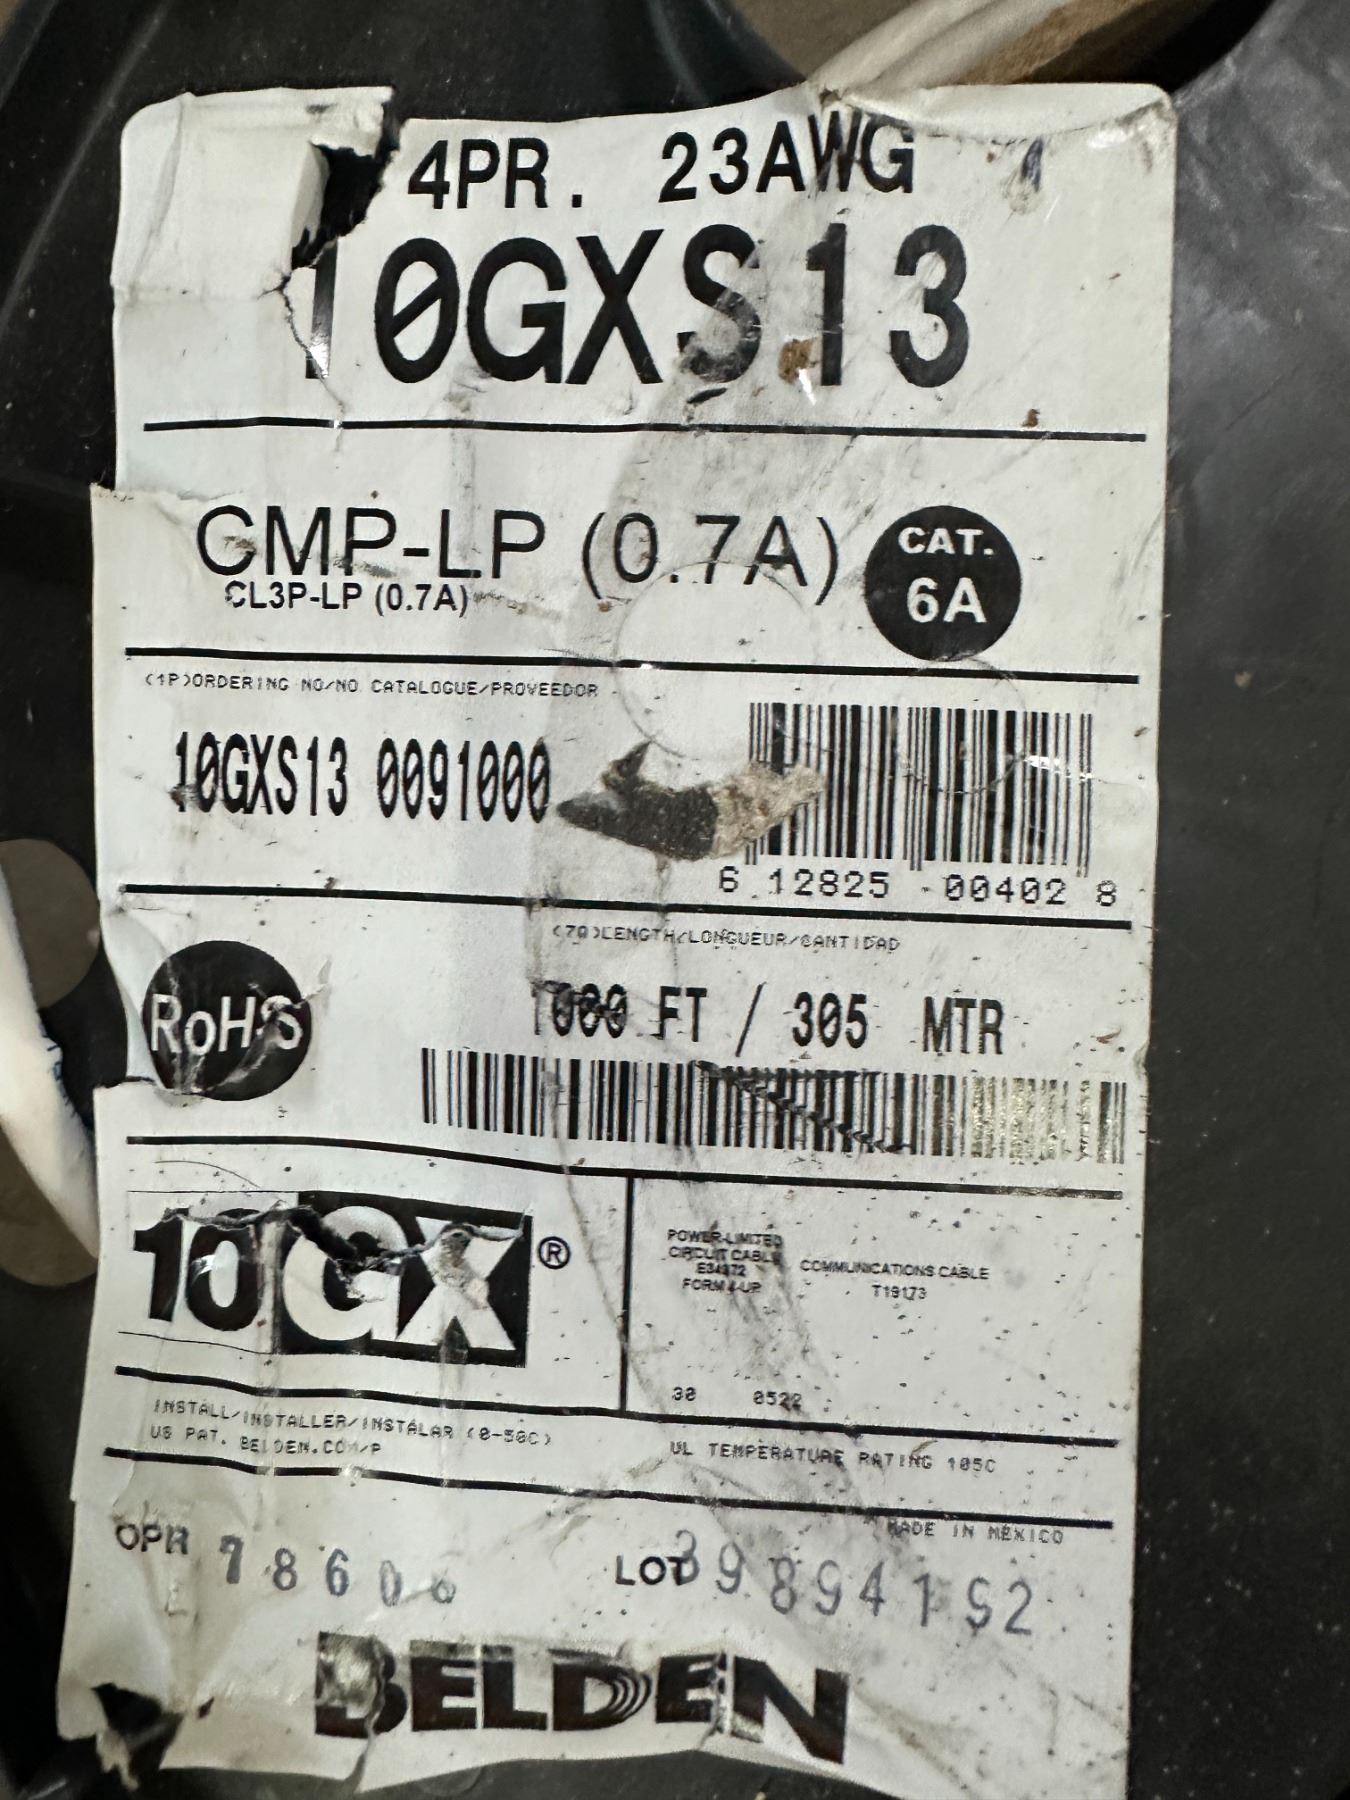 4PR. 23AWG
10GXS13
CMP-LP (0.7A)
CL3P-LP (0.7A)
CAT.
6A
(1P)ORDERING NO/NO CATALOGUE/PROVEEDOR
10GXS13 0091000
6 12825 00402 8
(7Q)LENGTH/LONGUEUR/CANTIDAD
RoHS
1000 FT / 305 MTR
10GX®
POWER-LIMITED
CIRCUIT CABLE
E34972
FORM 4-UP
COMMUNICATIONS CABLE
T19173
30 0522
INSTALL/INSTALLER/INSTALAR (0-50C)
US PAT. BELDEN.COM/P
UL TEMPERATURE RATING 105C
MADE IN MEXICO
OPR
LOT
BELDEN